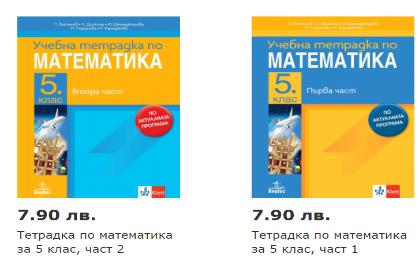 Учебна тетрадка по
МАТЕМАТИКА
5.
клас
втора част
ПО
АКТУАЛНАТА
ПРОГРАМА
Анубис
Klett
7.90 лв.
Тетрадка по математика
за 5 клас, част 2
Учебна тетрадка по
МАТЕМАТИКА
5.
клас
Първа част
ПО
АКТУАЛНАТА
ПРОГРАМА
Анубис
Klett
7.90 лв.
Тетрадка по математика
за 5 клас, част 1